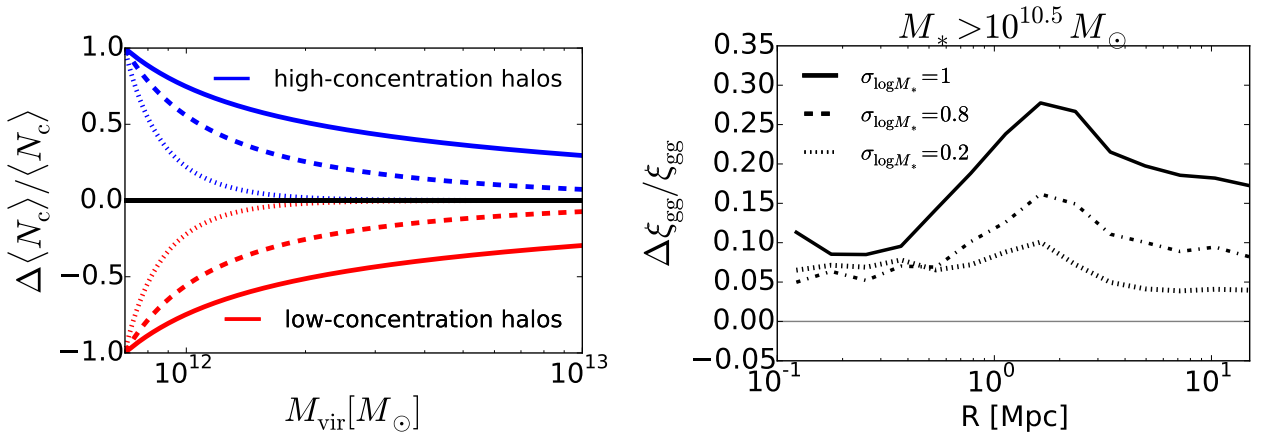 1.0
0.5
0.0
−0.5
−1.0
Δ⟨N_c⟩/⟨N_c⟩
high-concentration halos
low-concentration halos
10^12
10^13
M_vir[M_⊙]
M_* >10^10.5 M_⊙
0.35
0.30
0.25
0.20
0.15
0.10
0.05
0.00
−0.05
Δξ_gg/ξ_gg
σ_logM_* =1
σ_logM_* =0.8
σ_logM_* =0.2
10^-1
10^0
10^1
R [Mpc]